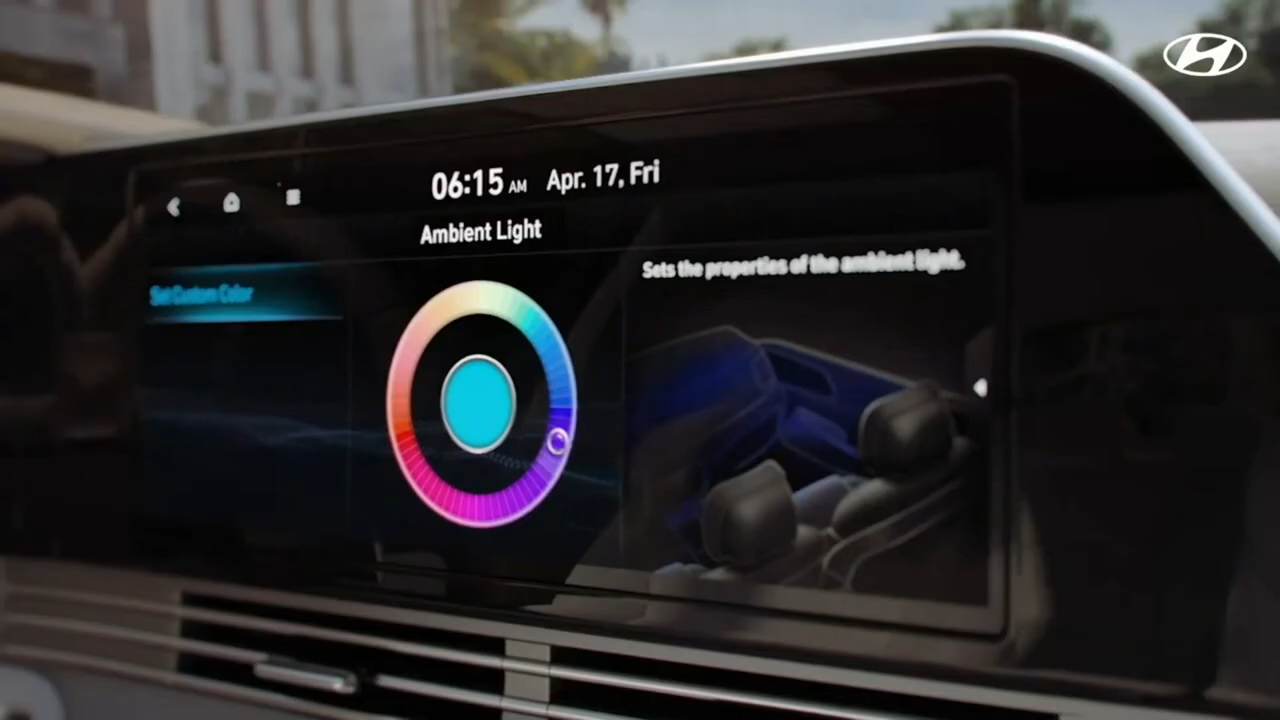 06:15 AM Apr. 17, Fri
Ambient Light
Set Custom Color
Sets the properties of the ambient light.